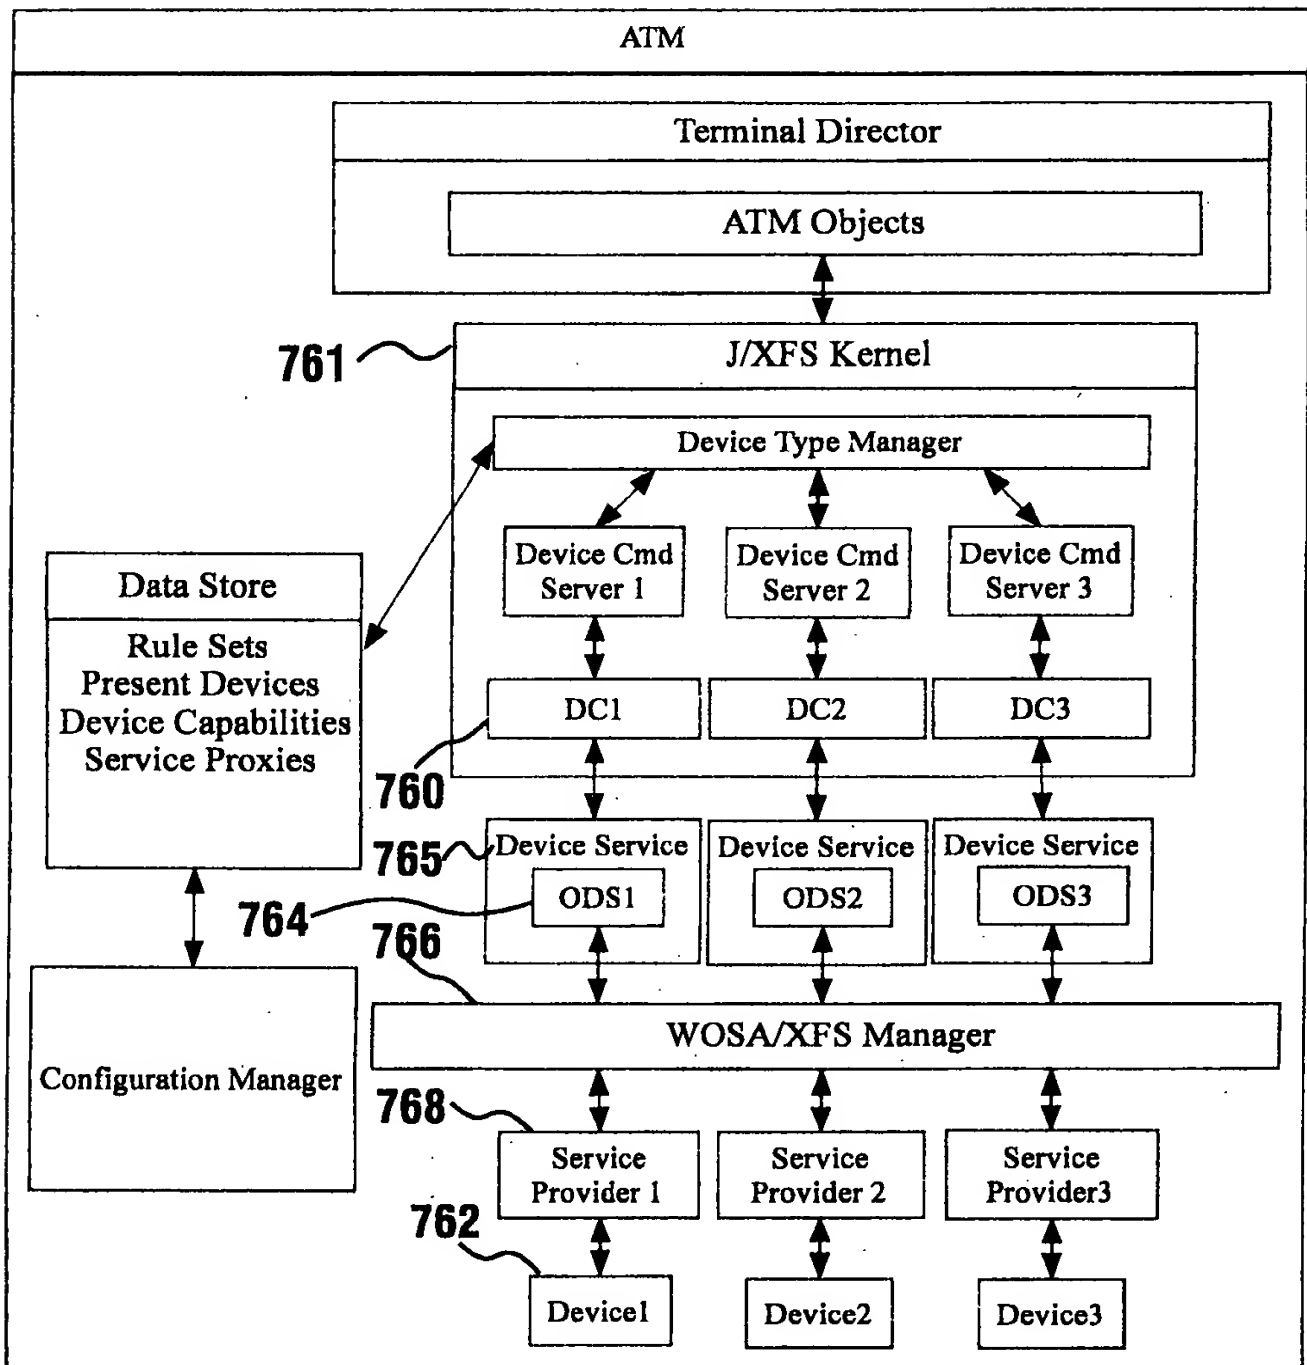 ATM
Terminal Director
ATM Objects
761
J/XFS Kernel
Device Type Manager
Device Cmd
Server 1
Device Cmd
Server 2
Device Cmd
Server 3
Data Store
Rule Sets
Present Devices
Device Capabilities
Service Proxies
DC1
DC2
DC3
760
765
Device Service
ODS1
Device Service
ODS2
Device Service
ODS3
764
766
WOSA/XFS Manager
Configuration Manager
768
Service
Provider 1
Service
Provider 2
Service
Provider3
762
Device1
Device2
Device3